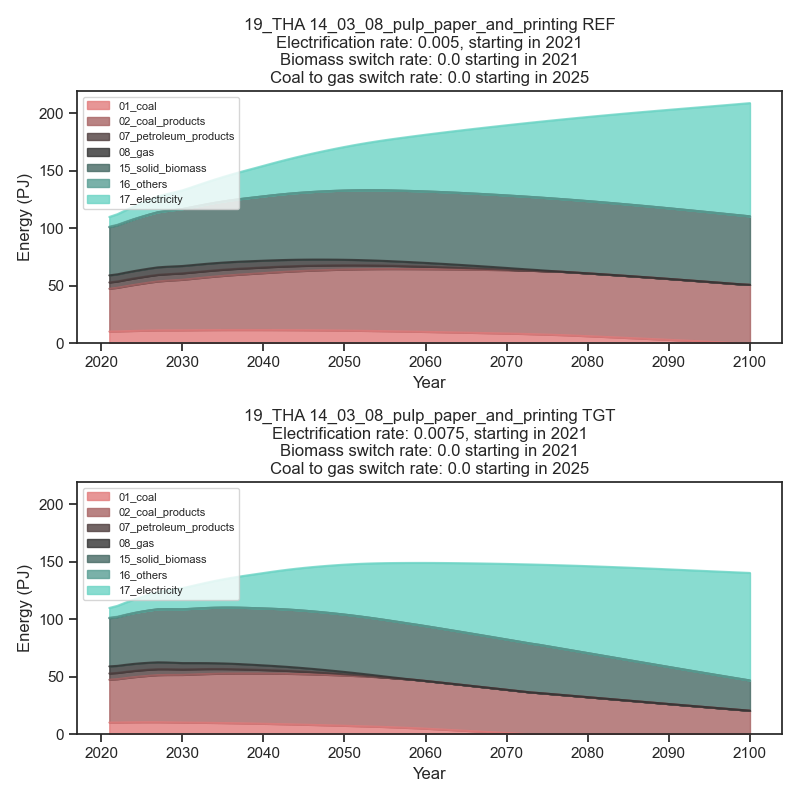 19_THA 14_03_08_pulp_paper_and_printing REF
Electrification rate: 0.005, starting in 2021
Biomass switch rate: 0.0 starting in 2021
Coal to gas switch rate: 0.0 starting in 2025
Energy (PJ)
200
150
100
50
0
01_coal
02_coal_products
07_petroleum_products
08_gas
15_solid_biomass
16_others
17_electricity
2020 2030 2040 2050 2060 2070 2080 2090 2100
Year
19_THA 14_03_08_pulp_paper_and_printing TGT
Electrification rate: 0.0075, starting in 2021
Biomass switch rate: 0.0 starting in 2021
Coal to gas switch rate: 0.0 starting in 2025
Energy (PJ)
200
150
100
50
0
01_coal
02_coal_products
07_petroleum_products
08_gas
15_solid_biomass
16_others
17_electricity
2020 2030 2040 2050 2060 2070 2080 2090 2100
Year